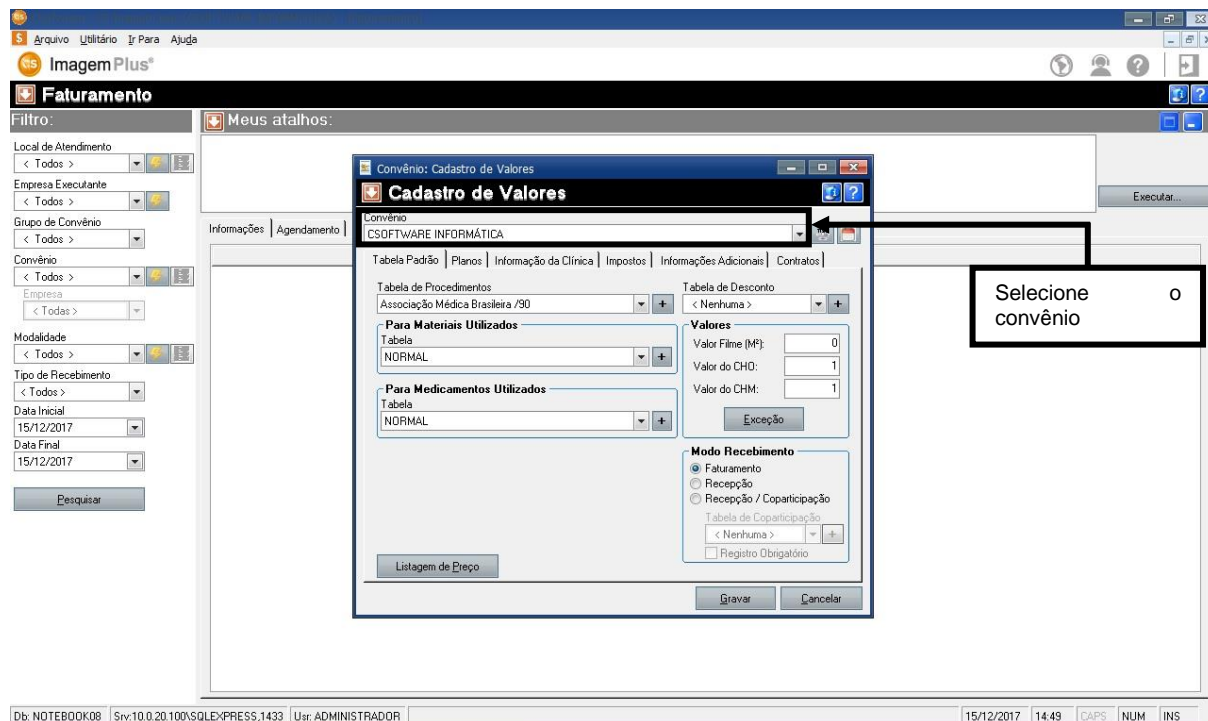 Arquivo Utilitário Ir Para Ajuda
ImagemPlus®
Faturamento
Filtro:
Meus atalhos:
Local de Atendimento
< Todos >
Empresa Executante
< Todos >
Grupo de Convênio
< Todos >
Convênio
< Todos >
Empresa
< Todas >
Modalidade
< Todos >
Tipo de Recebimento
< Todos >
Data Inicial
15/12/2017
Data Final
15/12/2017
Pesquisar
Executar...
Informações Agendamento
Convênio: Cadastro de Valores
Cadastro de Valores
Convênio
CSOFTWARE INFORMÁTICA
Tabela Padrão Planos Informação da Clínica Impostos Informações Adicionais Contratos
Tabela de Procedimentos
Associação Médica Brasileira /90
Tabela de Desconto
< Nenhuma >
Para Materiais Utilizados
Tabela
NORMAL
Para Medicamentos Utilizados
Tabela
NORMAL
Valores
Valor Filme (M²): 0
Valor do CHO: 1
Valor do CHM: 1
Exceção
Modo Recebimento
Faturamento
Recepção
Recepção / Coparticipação
Tabela de Coparticipação
< Nenhuma >
Registro Obrigatório
Listagem de Preço
Gravar Cancelar
Selecione o
convênio
Db: NOTEBOOK08 Srv:10.0.20.100\SQLEXPRESS,1433 Usr: ADMINISTRADOR 15/12/2017 14:49 CAPS NUM INS